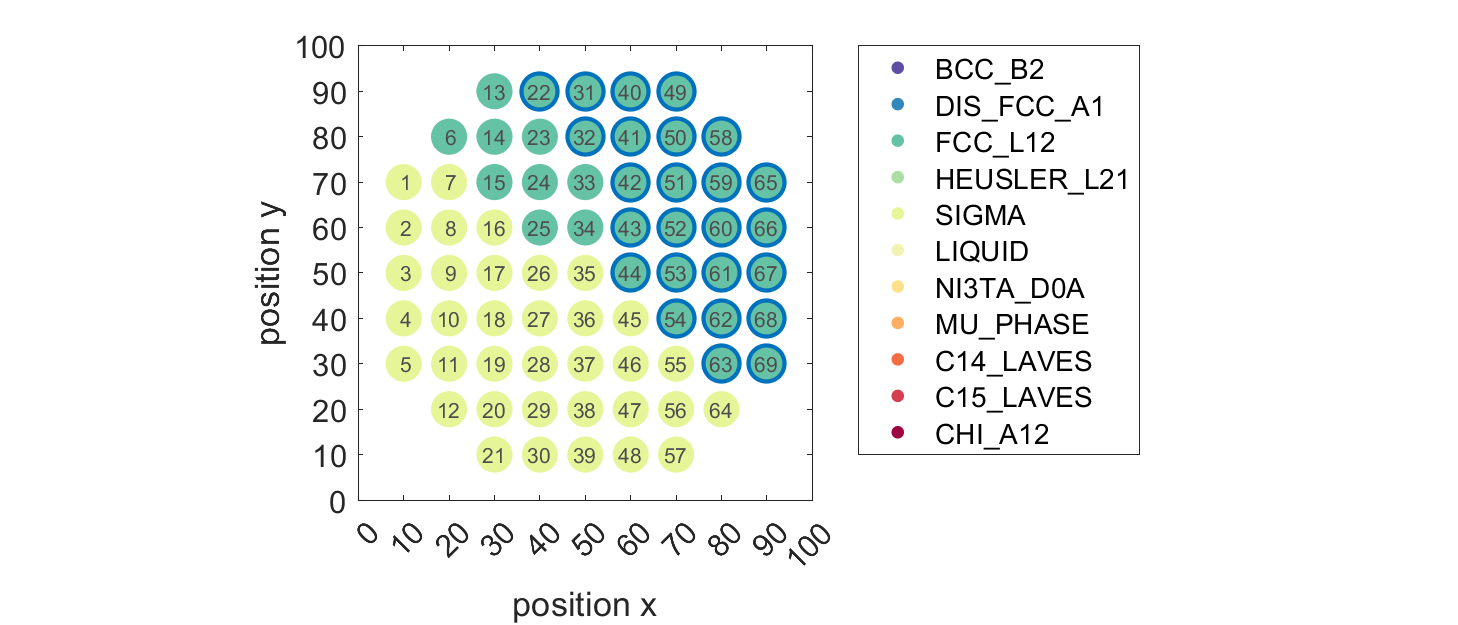 100
90
80
70
60
50
40
30
20
10
0
position y
13 22 31 40 49
6 14 23 32 41 50 58
1 7 15 24 33 42 51 59 65
2 8 16 25 34 43 52 60 66
3 9 17 26 35 44 53 61 67
4 10 18 27 36 45 54 62 68
5 11 19 28 37 46 55 63 69
12 20 29 38 47 56 64
21 30 39 48 57
0 10 20 30 40 50 60 70 80 90 100
position x
BCC_B2
DIS_FCC_A1
FCC_L12
HEUSLER_L21
SIGMA
LIQUID
NI3TA_D0A
MU_PHASE
C14_LAVES
C15_LAVES
CHI_A12